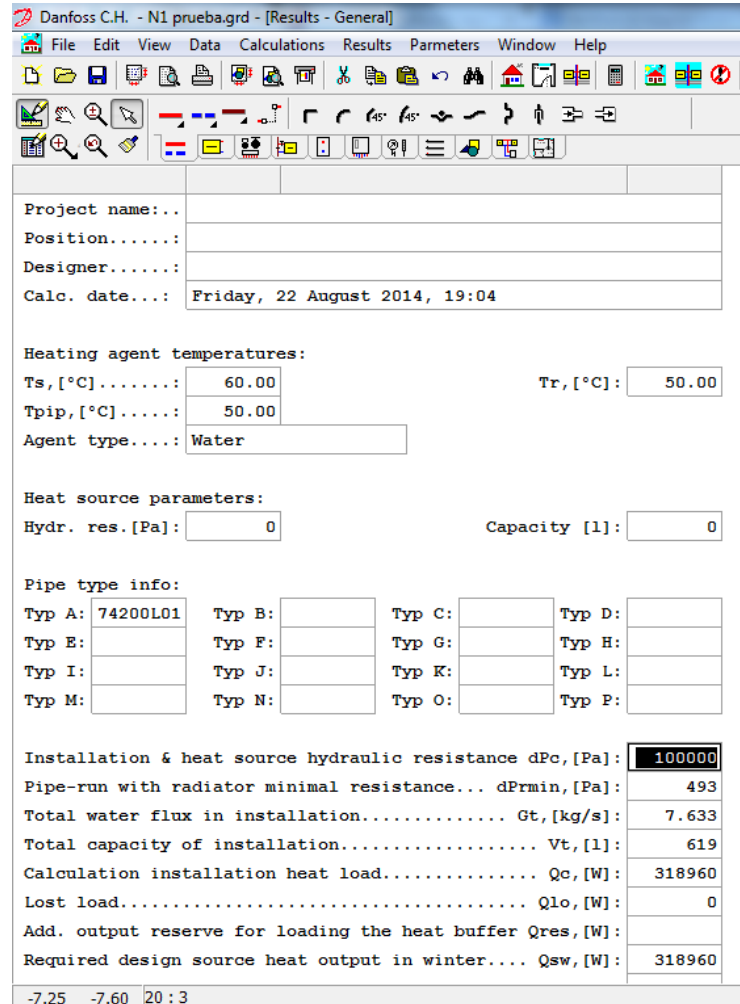 Danfoss C.H. - N1 prueba.grd - [Results - General]
File Edit View Data Calculations Results Parmeters Window Help
45° 45° 45°
Project name:..
Position......:
Designer......:
Calc. date...: Friday, 22 August 2014, 19:04
Heating agent temperatures:
Ts,[°C].......: 60.00 Tr,[°C]: 50.00
Tpip,[°C].....: 50.00
Agent type....: Water
Heat source parameters:
Hydr. res.[Pa]: 0 Capacity [l]: 0
Pipe type info:
Typ A: 74200L01 Typ B: Typ C: Typ D:
Typ E: Typ F: Typ G: Typ H:
Typ I: Typ J: Typ K: Typ L:
Typ M: Typ N: Typ O: Typ P:
Installation & heat source hydraulic resistance dPc,[Pa]: 100000
Pipe-run with radiator minimal resistance... dPrmin,[Pa]: 493
Total water flux in installation.............. Gt,[kg/s]: 7.633
Total capacity of installation................... Vt,[l]: 619
Calculation installation heat load............... Qc,[W]: 318960
Lost load....................................... Qlo,[W]: 0
Add. output reserve for loading the heat buffer Qres,[W]:
Required design source heat output in winter.... Qsw,[W]: 318960
-7.25 -7.60 20 : 3